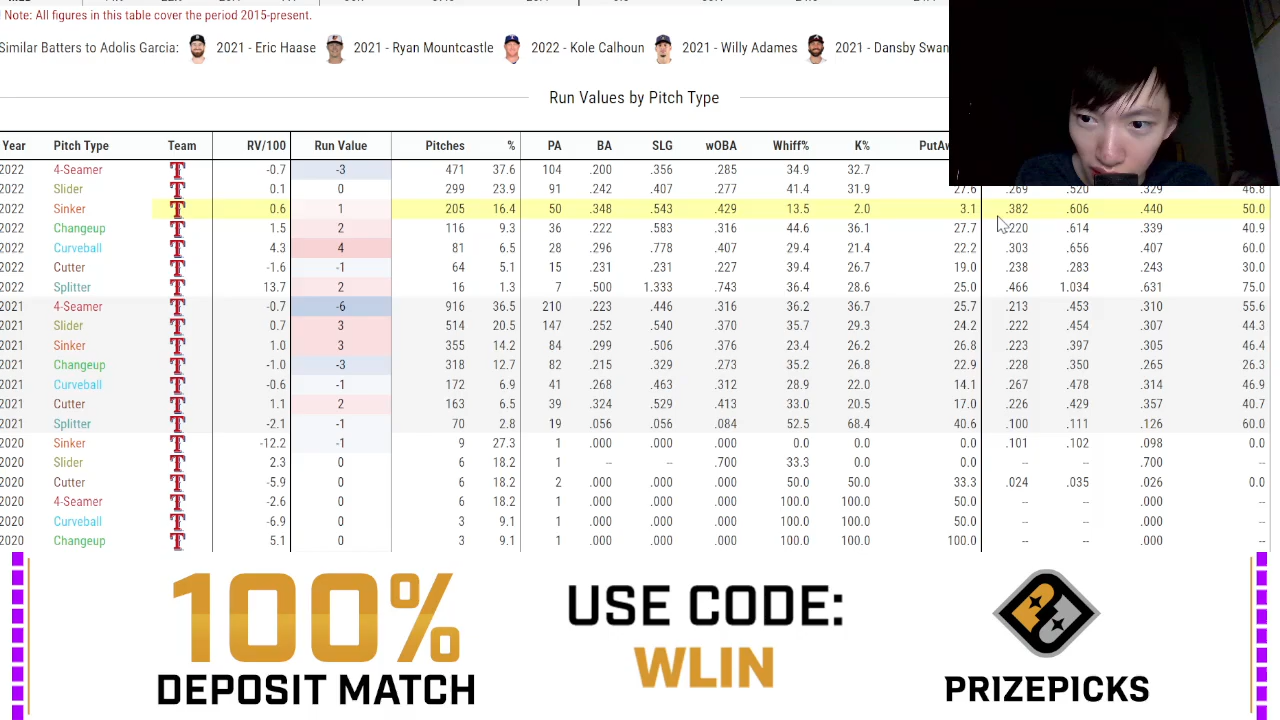 Note: All figures in this table cover the period 2015-present.
Similar Batters to Adolis Garcia: 2021 - Eric Haase 2021 - Ryan Mountcastle 2022 - Kole Calhoun 2021 - Willy Adames 2021 - Dansby Swan
Run Values by Pitch Type
Year Pitch Type Team RV/100 Run Value Pitches % PA BA SLG wOBA Whiff% K% PutAw
2022 4-Seamer -0.7 -3 471 37.6 104 .200 .356 .285 34.9 32.7
2022 Slider 0.1 0 299 23.9 91 .242 .407 .277 41.4 31.9 27.6 .269 .520 .329 46.8
2022 Sinker 0.6 1 205 16.4 50 .348 .543 .429 13.5 2.0 3.1 .382 .606 .440 50.0
2022 Changeup 1.5 2 116 9.3 36 .222 .583 .316 44.6 36.1 27.7 .220 .614 .339 40.9
2022 Curveball 4.3 4 81 6.5 28 .296 .778 .407 29.4 21.4 22.2 .303 .656 .407 60.0
2022 Cutter -1.6 -1 64 5.1 15 .231 .231 .227 39.4 26.7 19.0 .238 .283 .243 30.0
2022 Splitter 13.7 2 16 1.3 7 .500 1.333 .743 36.4 28.6 25.0 .466 1.034 .631 75.0
2021 4-Seamer -0.7 -6 916 36.5 210 .223 .446 .316 36.2 36.7 25.7 .213 .453 .310 55.6
2021 Slider 0.7 3 514 20.5 147 .252 .540 .370 35.7 29.3 24.2 .222 .454 .307 44.3
2021 Sinker 1.0 3 355 14.2 84 .299 .506 .376 23.4 26.2 26.8 .223 .397 .305 46.4
2021 Changeup -1.0 -3 318 12.7 82 .215 .329 .273 35.2 26.8 22.9 .228 .350 .265 26.3
2021 Curveball -0.6 -1 172 6.9 41 .268 .463 .312 28.9 22.0 14.1 .267 .478 .314 46.9
2021 Cutter 1.1 2 163 6.5 39 .324 .529 .413 33.0 20.5 17.0 .226 .429 .357 40.7
2021 Splitter -2.1 -1 70 2.8 19 .056 .056 .084 52.5 68.4 40.6 .100 .111 .126 60.0
2020 Sinker -12.2 -1 9 27.3 1 .000 .000 .000 0.0 0.0 0.0 .101 .102 .098 0.0
2020 Slider 2.3 0 6 18.2 1 -- -- .700 33.3 0.0 0.0 -- -- .700 --
2020 Cutter -5.9 0 6 18.2 2 .000 .000 .000 50.0 50.0 33.3 .024 .035 .026 0.0
2020 4-Seamer -2.6 0 6 18.2 1 .000 .000 .000 100.0 100.0 50.0 -- -- .000 --
2020 Curveball -6.9 0 3 9.1 1 .000 .000 .000 100.0 100.0 50.0 -- -- .000 --
2020 Changeup 5.1 0 3 9.1 1 .000 .000 .000 100.0 100.0 100.0 -- -- .000 --
100%
DEPOSIT MATCH
USE CODE:
WLIN
PRIZEPICKS